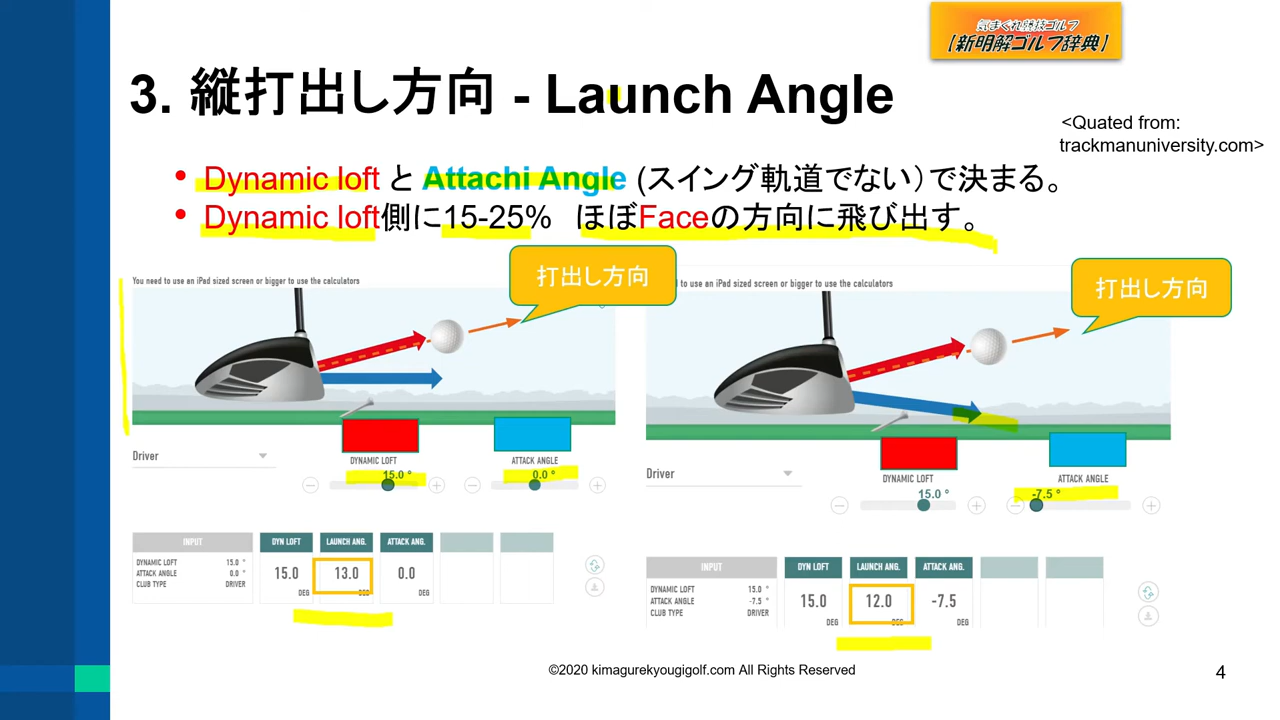 気まぐれ競技ゴルフ
【新明解ゴルフ辞典】
3. 縦打出し方向 - Launch Angle
<Quated from:
trackmanuniversity.com>
• Dynamic loft と Attachi Angle (スイング軌道でない）で決まる。
• Dynamic loft側に15-25% ほぼFaceの方向に飛び出す。
You need to use an iPad sized screen or bigger to use the calculators
打出し方向
Driver
DYNAMIC LOFT
15.0 °
ATTACK ANGLE
0.0 °
INPUT DYN LOFT LAUNCH ANG. ATTACK ANG.
DYNAMIC LOFT 15.0 °
ATTACK ANGLE 0.0 °
CLUB TYPE DRIVER
15.0 13.0 0.0
DEG DEG DEG
to use an iPad sized screen or bigger to use the calculators
打出し方向
Driver
DYNAMIC LOFT
15.0 °
ATTACK ANGLE
-7.5 °
INPUT DYN LOFT LAUNCH ANG. ATTACK ANG.
DYNAMIC LOFT 15.0 °
ATTACK ANGLE -7.5 °
CLUB TYPE DRIVER
15.0 12.0 -7.5
DEG DEG DEG
©2020 kimagurekyougigolf.com All Rights Reserved
4